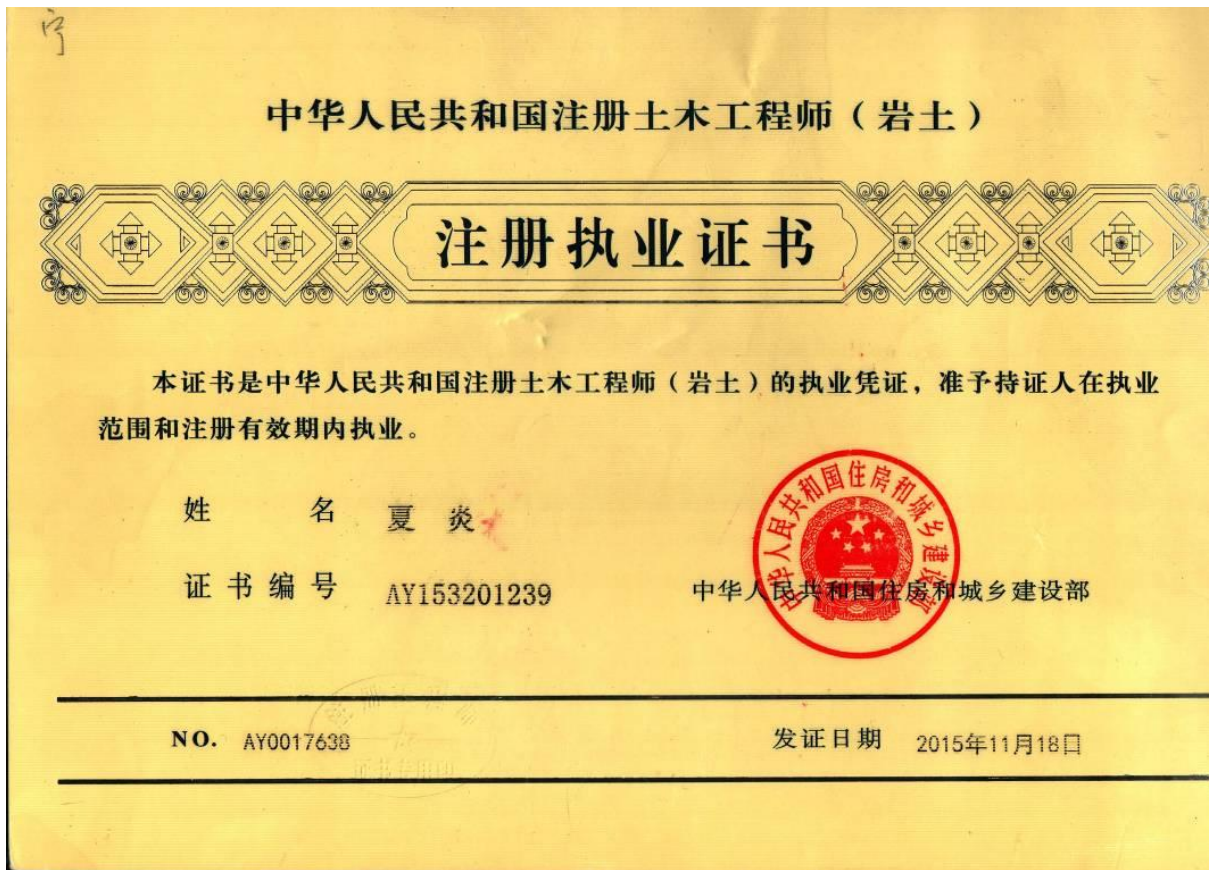 中华人民共和国注册土木工程师（岩土）
注册执业证书
本证书是中华人民共和国注册土木工程师（岩土）的执业凭证，准予持证人在执业
范围和注册有效期内执业。
姓 名 夏 炎
证书编号 AY153201239
中华人民共和国住房和城乡建设部
中华人民共和国住房和城乡建设部
NO. AY0017638
发证日期 2015年11月18日